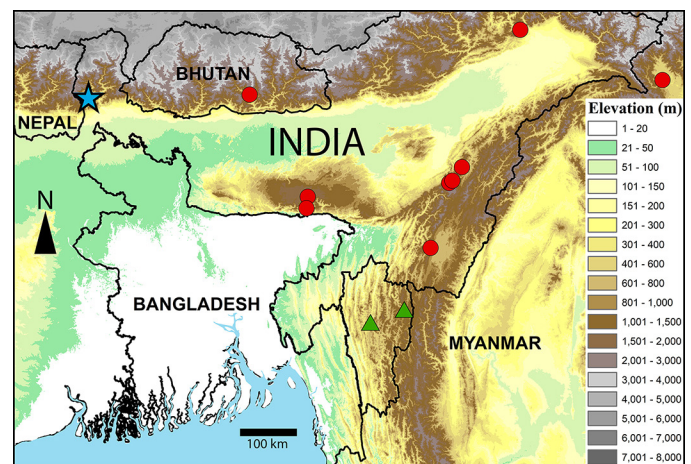 BHUTAN
NEPAL
INDIA
N
BANGLADESH
MYANMAR
100 km
Elevation (m)
1 - 20
21 - 50
51 - 100
101 - 150
151 - 200
201 - 300
301 - 400
401 - 600
601 - 800
801 - 1,000
1,001 - 1,500
1,501 - 2,000
2,001 - 3,000
3,001 - 4,000
4,001 - 5,000
5,001 - 6,000
6,001 - 7,000
7,001 - 8,000